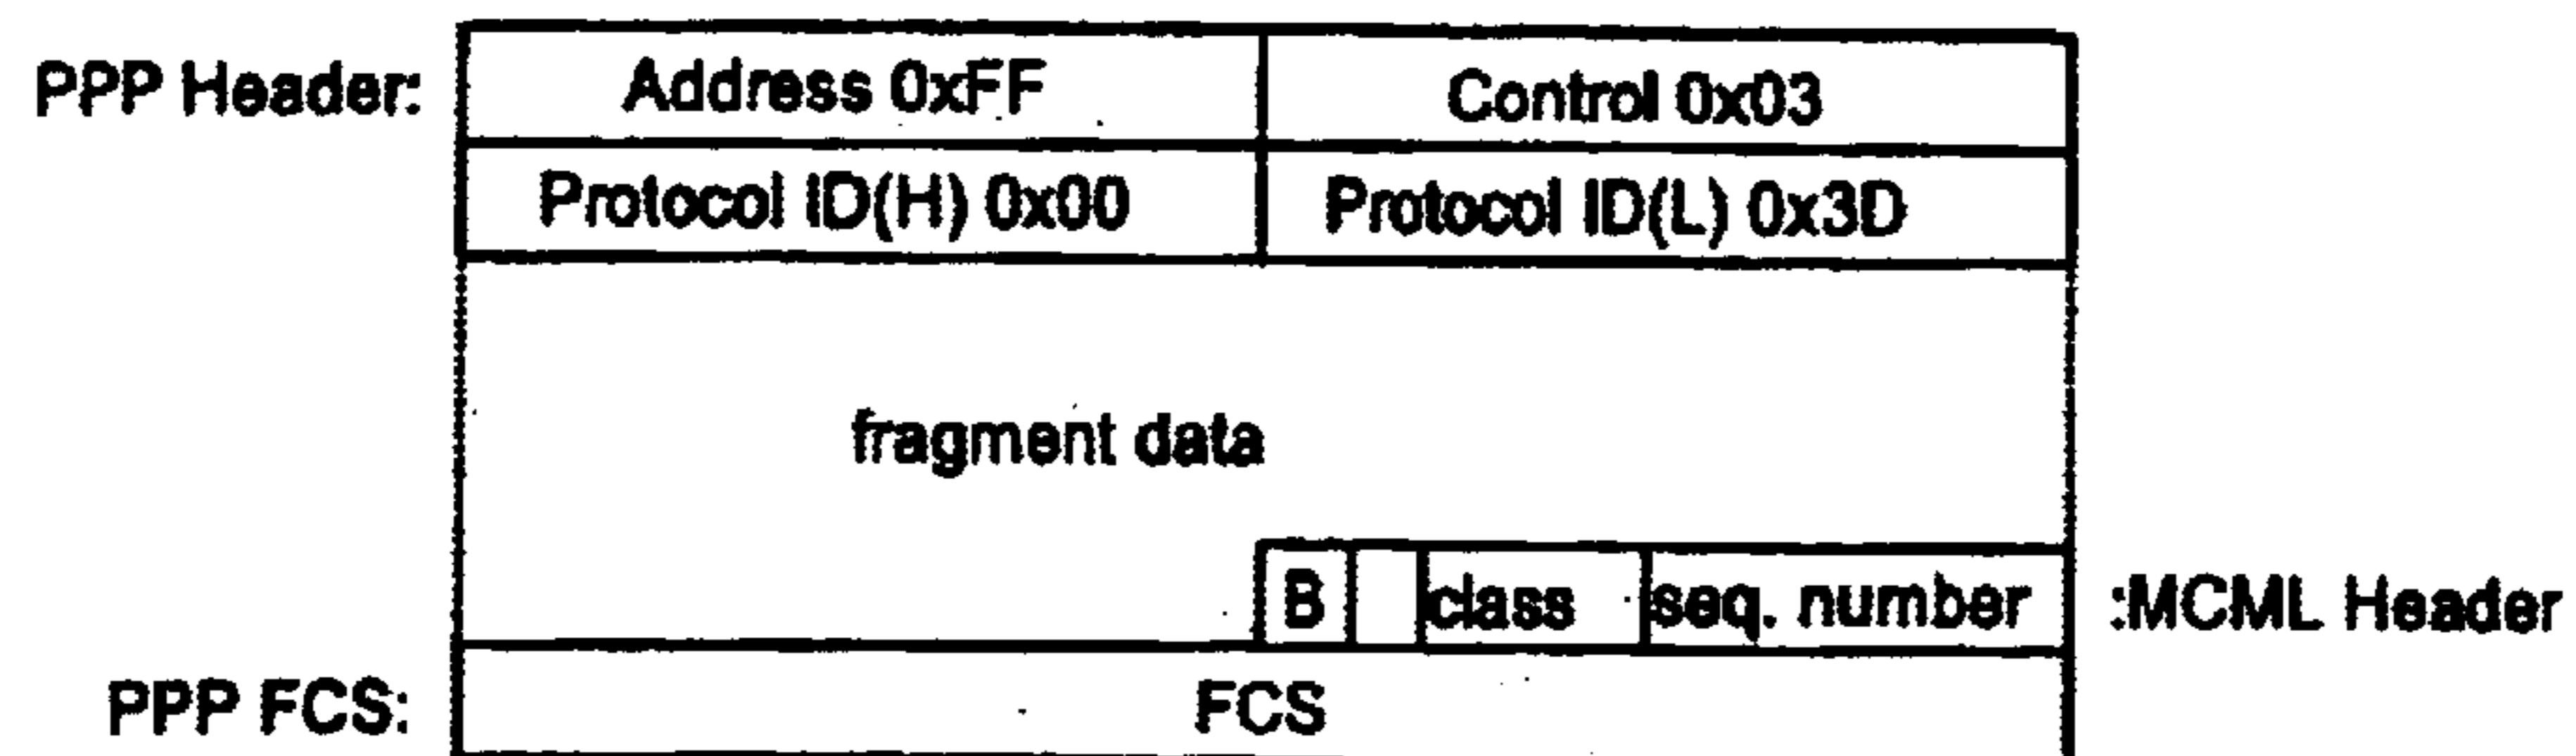 PPP Header: Address 0xFF Control 0x03
Protocol ID(H) 0x00 Protocol ID(L) 0x3D
fragment data
B class seq. number :MCML Header
PPP FCS: FCS